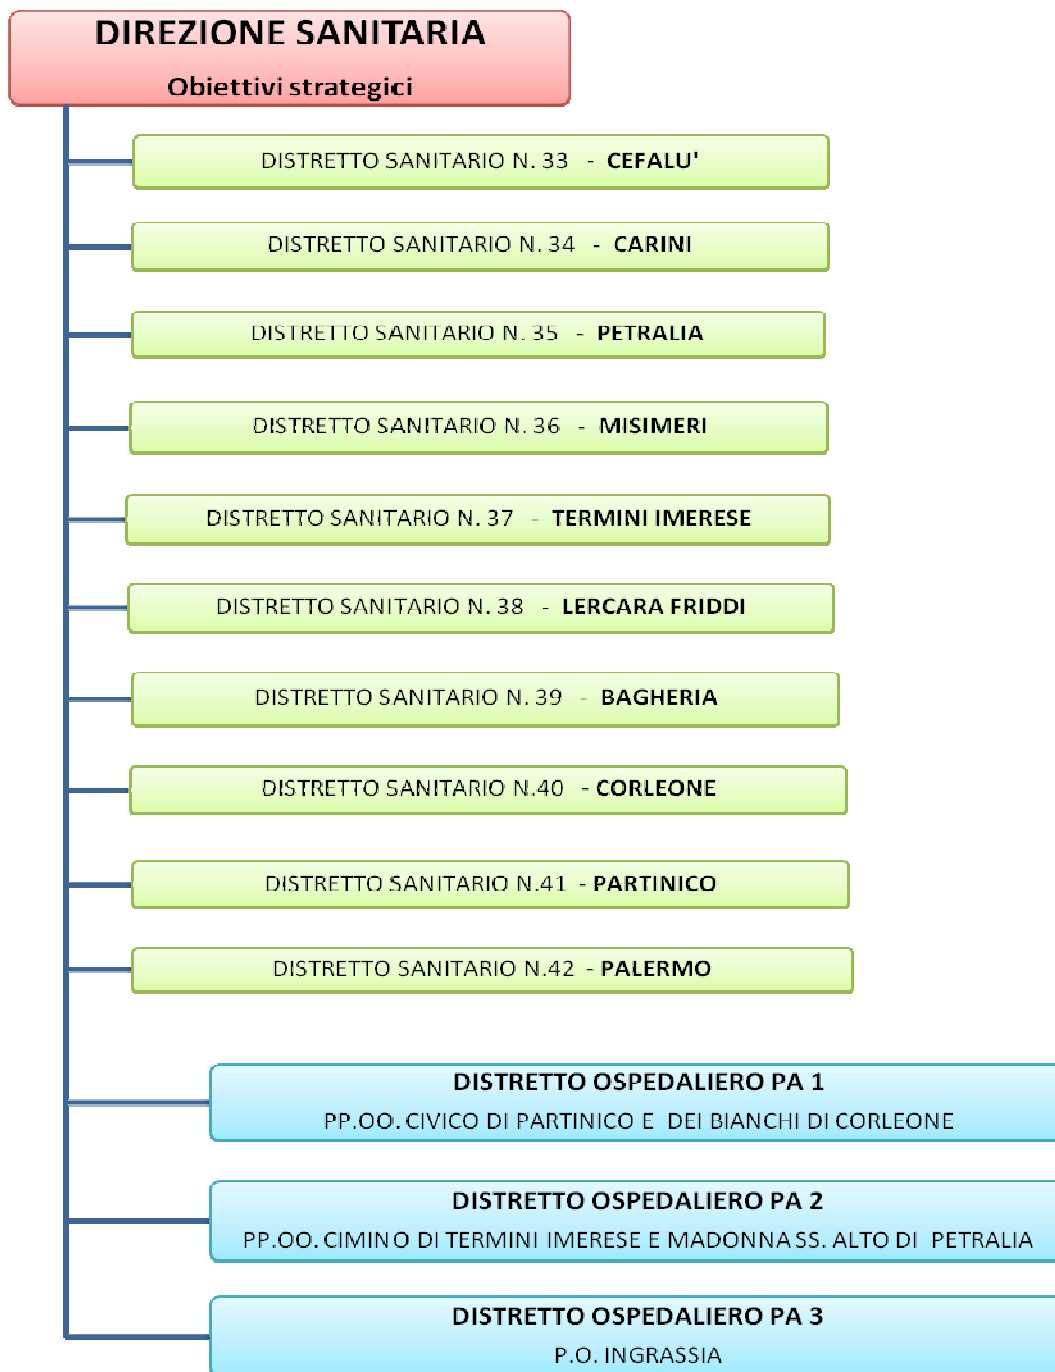 DIREZIONE SANITARIA
Obiettivi strategici
DISTRETTO SANITARIO N. 33 - CEFALU'
DISTRETTO SANITARIO N. 34 - CARINI
DISTRETTO SANITARIO N. 35 - PETRALIA
DISTRETTO SANITARIO N. 36 - MISIMERI
DISTRETTO SANITARIO N. 37 - TERMINI IMERESE
DISTRETTO SANITARIO N. 38 - LERCARA FRIDDI
DISTRETTO SANITARIO N. 39 - BAGHERIA
DISTRETTO SANITARIO N.40 - CORLEONE
DISTRETTO SANITARIO N.41 - PARTINICO
DISTRETTO SANITARIO N.42 - PALERMO
DISTRETTO OSPEDALIERO PA 1
PP.OO. CIVICO DI PARTINICO E DEI BIANCHI DI CORLEONE
DISTRETTO OSPEDALIERO PA 2
PP.OO. CIMINO DI TERMINI IMERESE E MADONNA SS. ALTO DI PETRALIA
DISTRETTO OSPEDALIERO PA 3
P.O. INGRASSIA